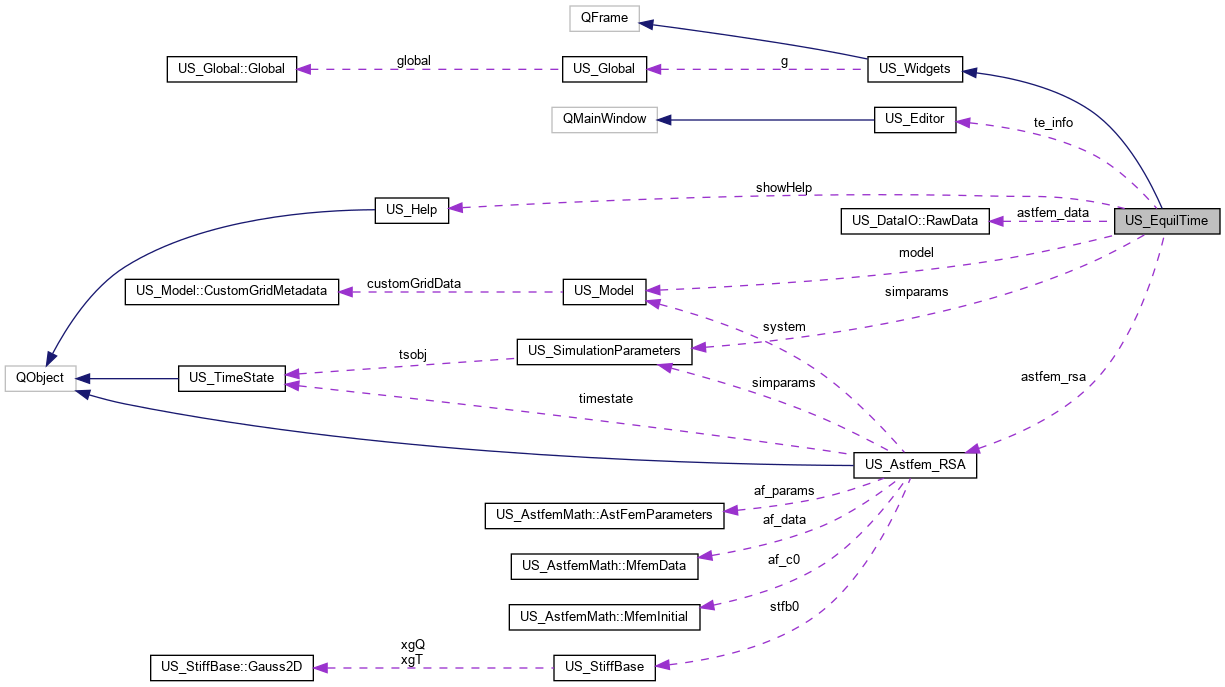 QFrame
US_Global::Global
global
US_Global
g
US_Widgets
QMainWindow
US_Editor
te_info
showHelp
US_Help
US_DataIO::RawData
astfem_data
US_EquilTime
model
US_Model::CustomGridMetadata
customGridData
US_Model
simparams
system
US_SimulationParameters
tsobj
QObject
US_TimeState
simparams
astfem_rsa
timestate
US_Astfem_RSA
af_params
US_AstfemMath::AstFemParameters
af_data
US_AstfemMath::MfemData
af_c0
US_AstfemMath::MfemInitial
stfb0
xgQ
xgT
US_StiffBase::Gauss2D
US_StiffBase